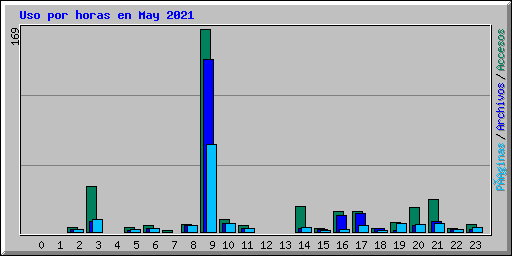 Uso por horas en May 2021
169
Páginas / Archivos / Accesos
0 1 2 3 4 5 6 7 8 9 10 11 12 13 14 15 16 17 18 19 20 21 22 23